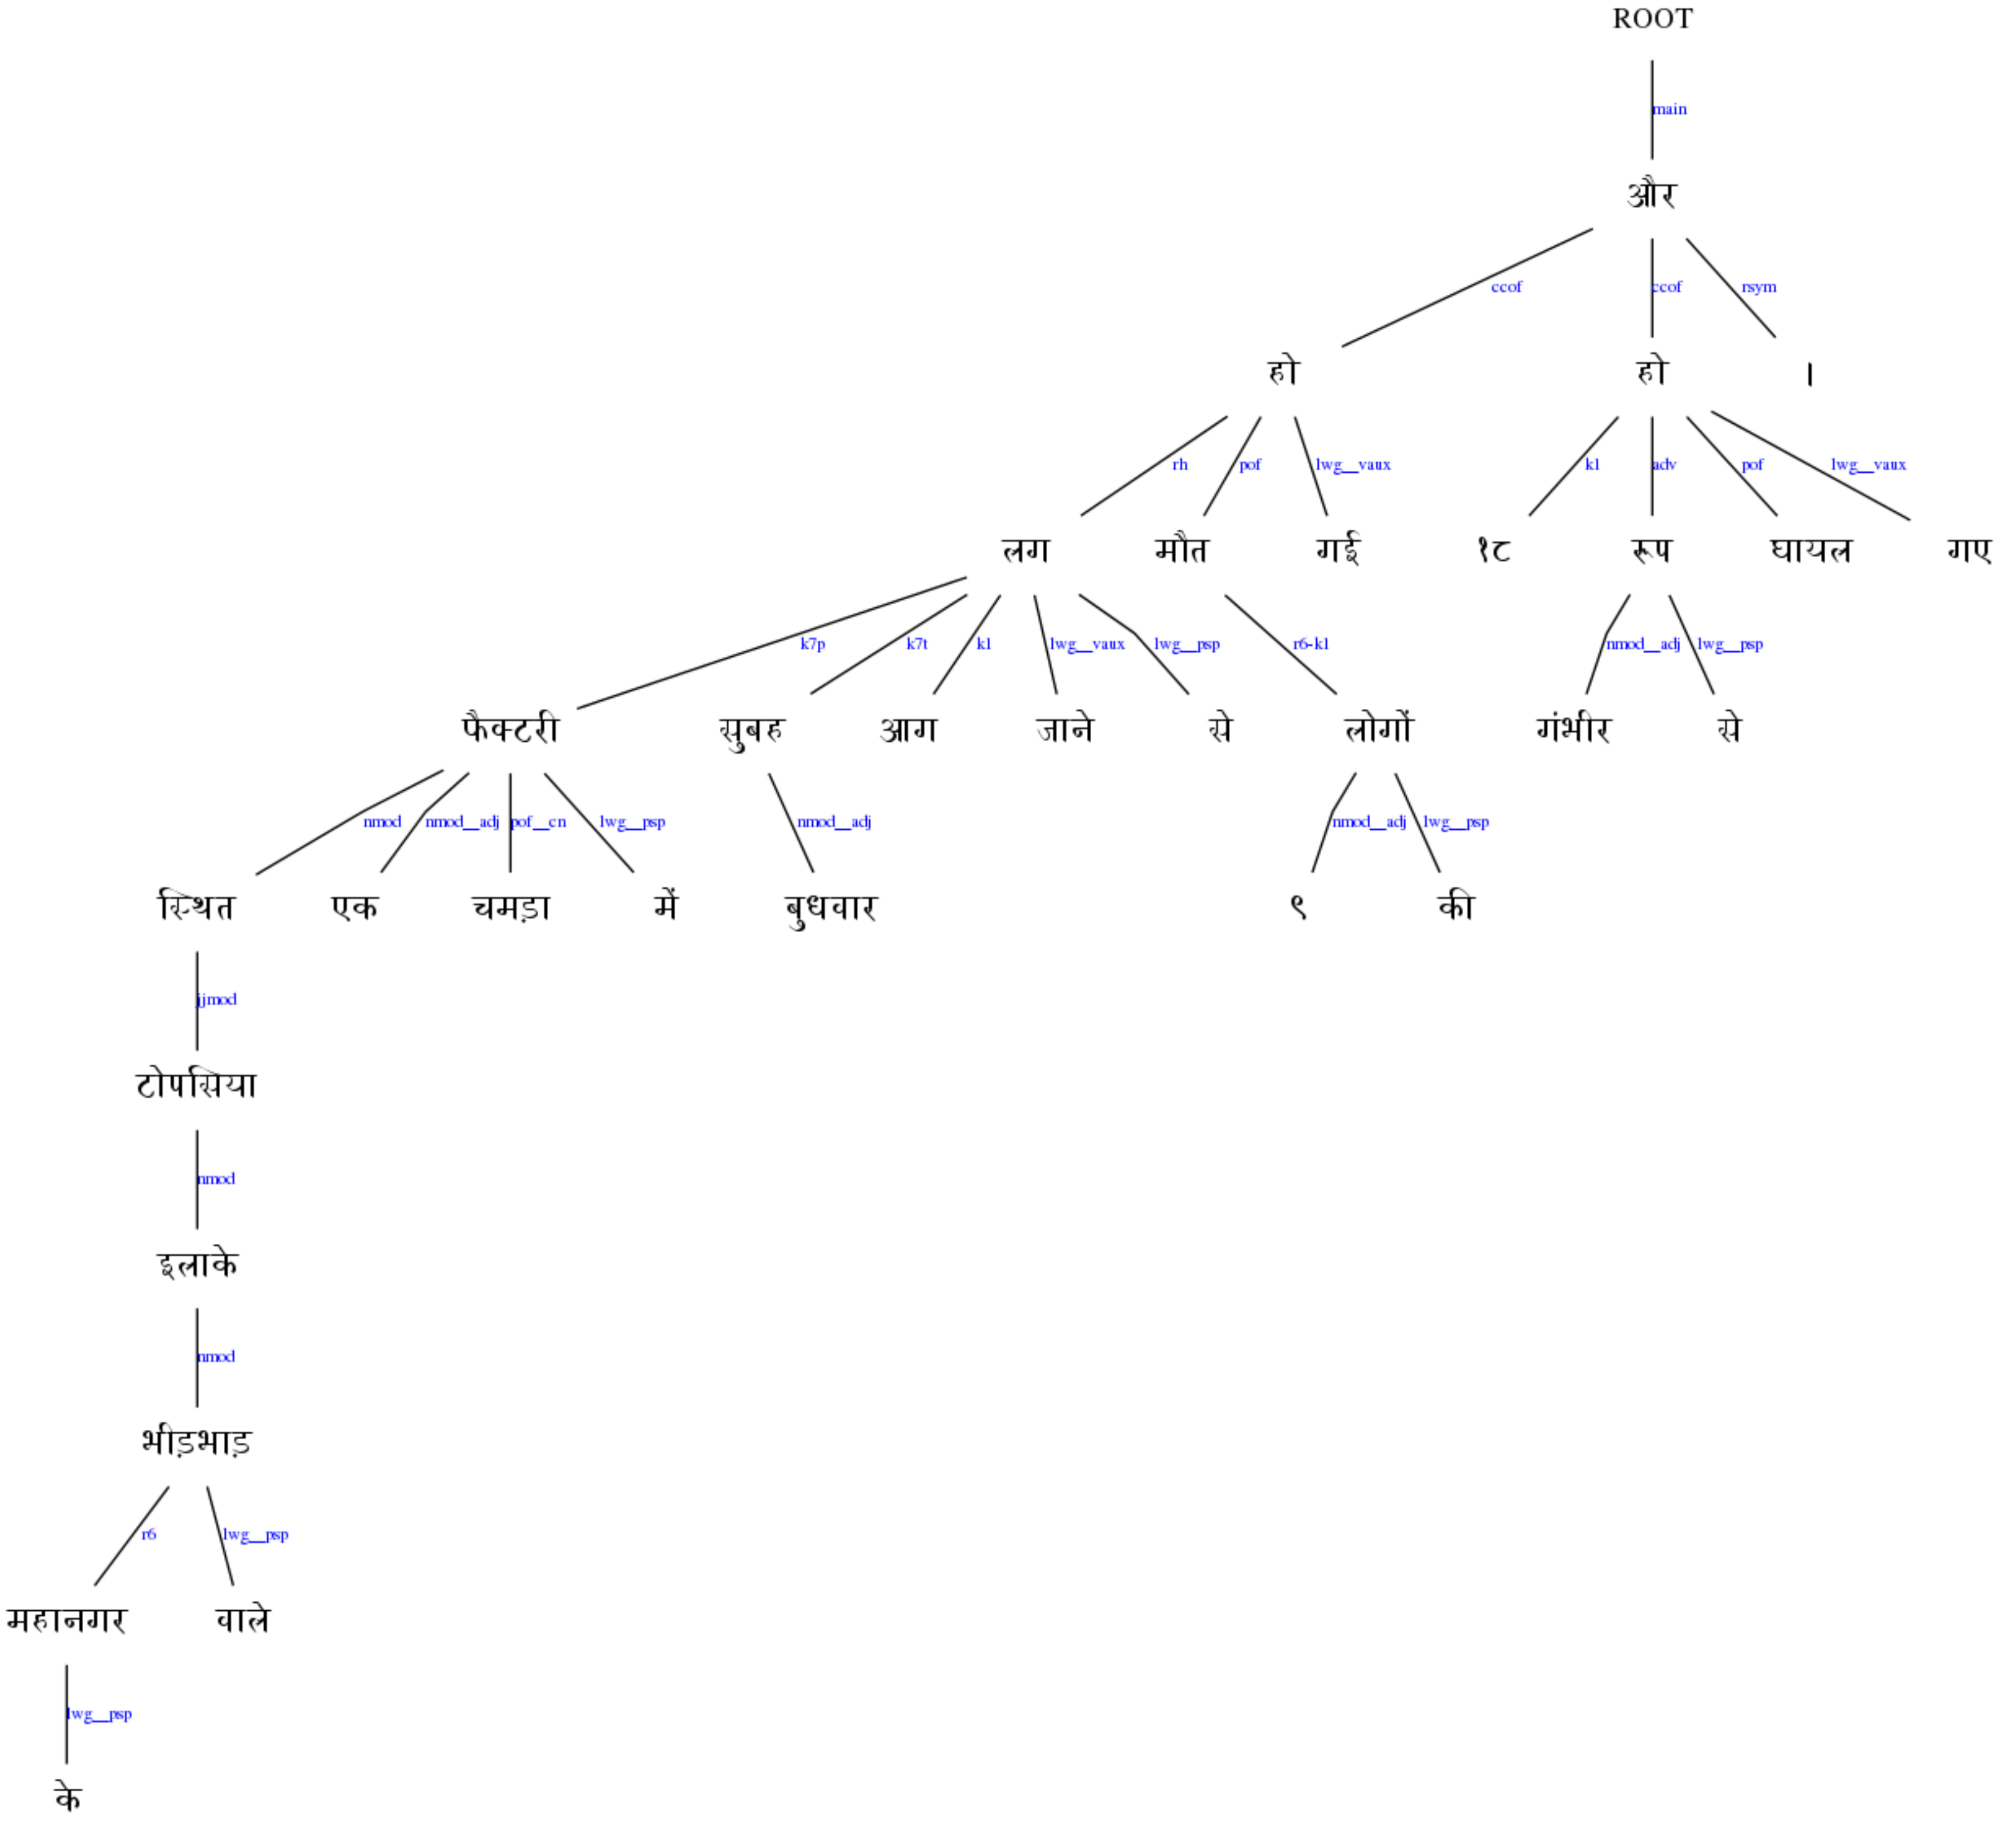 ROOT
main
और
ccof ccof rsym
हो हो ।
rh pof lwg__vaux k1 adv pof lwg__vaux
लग मौत गई १८ रूप घायल गए
k7p k7t k1 lwg__vaux lwg__psp r6-k1 nmod__adj lwg__psp
फैक्टरी सुबह आग जाने से लोगों गंभीर से
nmod nmod__adj pof__cn lwg__psp nmod__adj nmod__adj lwg__psp
स्थित एक चमड़ा में बुधवार ९ की
jjmod
टोपसिया
nmod
इलाके
nmod
भीड़भाड़
r6 lwg__psp
महानगर वाले
lwg__psp
के